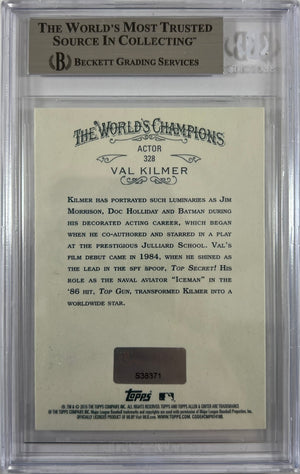 The World's Most Trusted
Source In Collecting™
BECKETT GRADING SERVICES
The World's Champions
ACTOR
328
VAL KILMER
Kilmer has portrayed such luminaries as Jim
Morrison, Doc Holliday and Batman during
his decorated acting career, which began
when he co-authored and starred in a play
at the prestigious Julliard School. Val's
film debut came in 1984, when he shined as
the lead in the spy spoof, Top Secret! His
role as the naval aviator "Iceman" in the
'86 hit, Top Gun, transformed Kilmer into a
worldwide star.
S38371
Topps